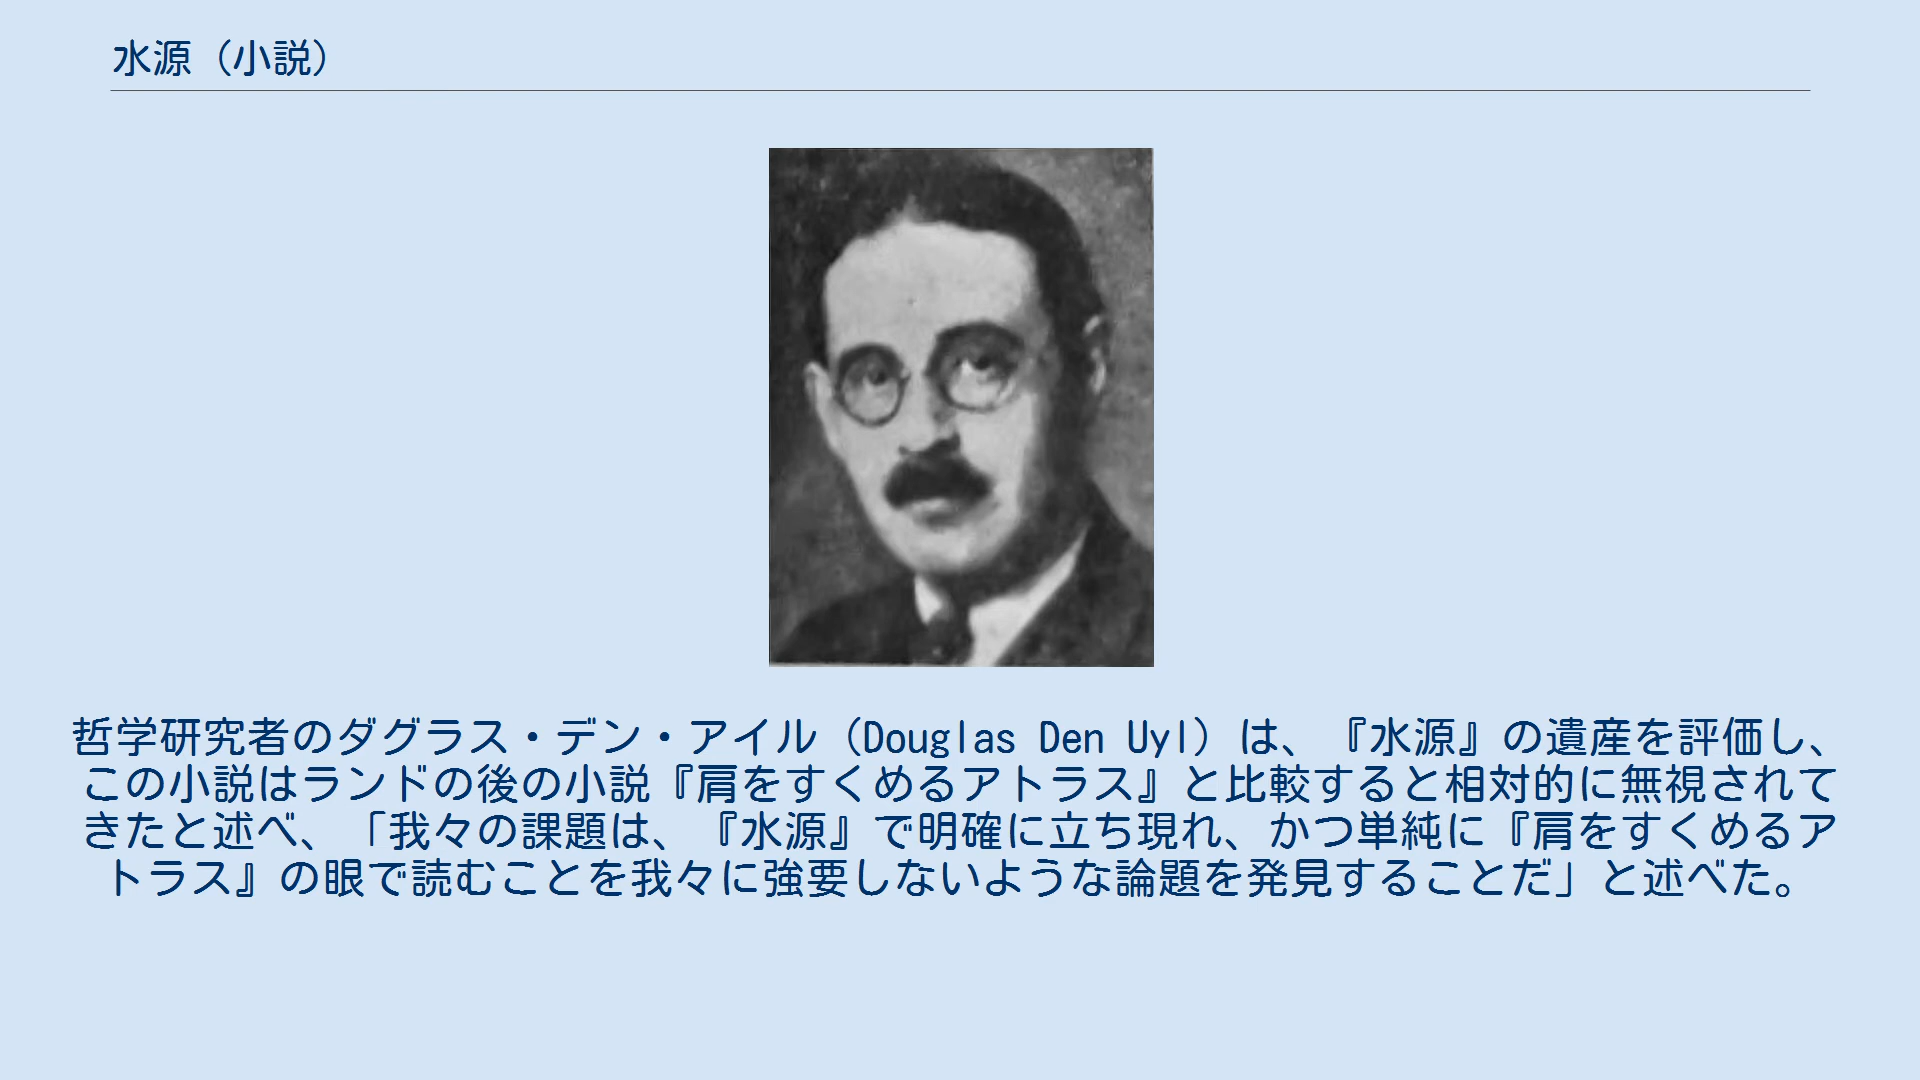 水源（小説）
哲学研究者のダグラス・デン・アイル（Douglas Den Uyl）は、『水源』の遺産を評価し、
この小説はランドの後の小説『肩をすくめるアトラス』と比較すると相対的に無視されて
きたと述べ、「我々の課題は、『水源』で明確に立ち現れ、かつ単純に『肩をすくめるア
トラス』の眼で読むことを我々に強要しないような論題を発見することだ」と述べた。